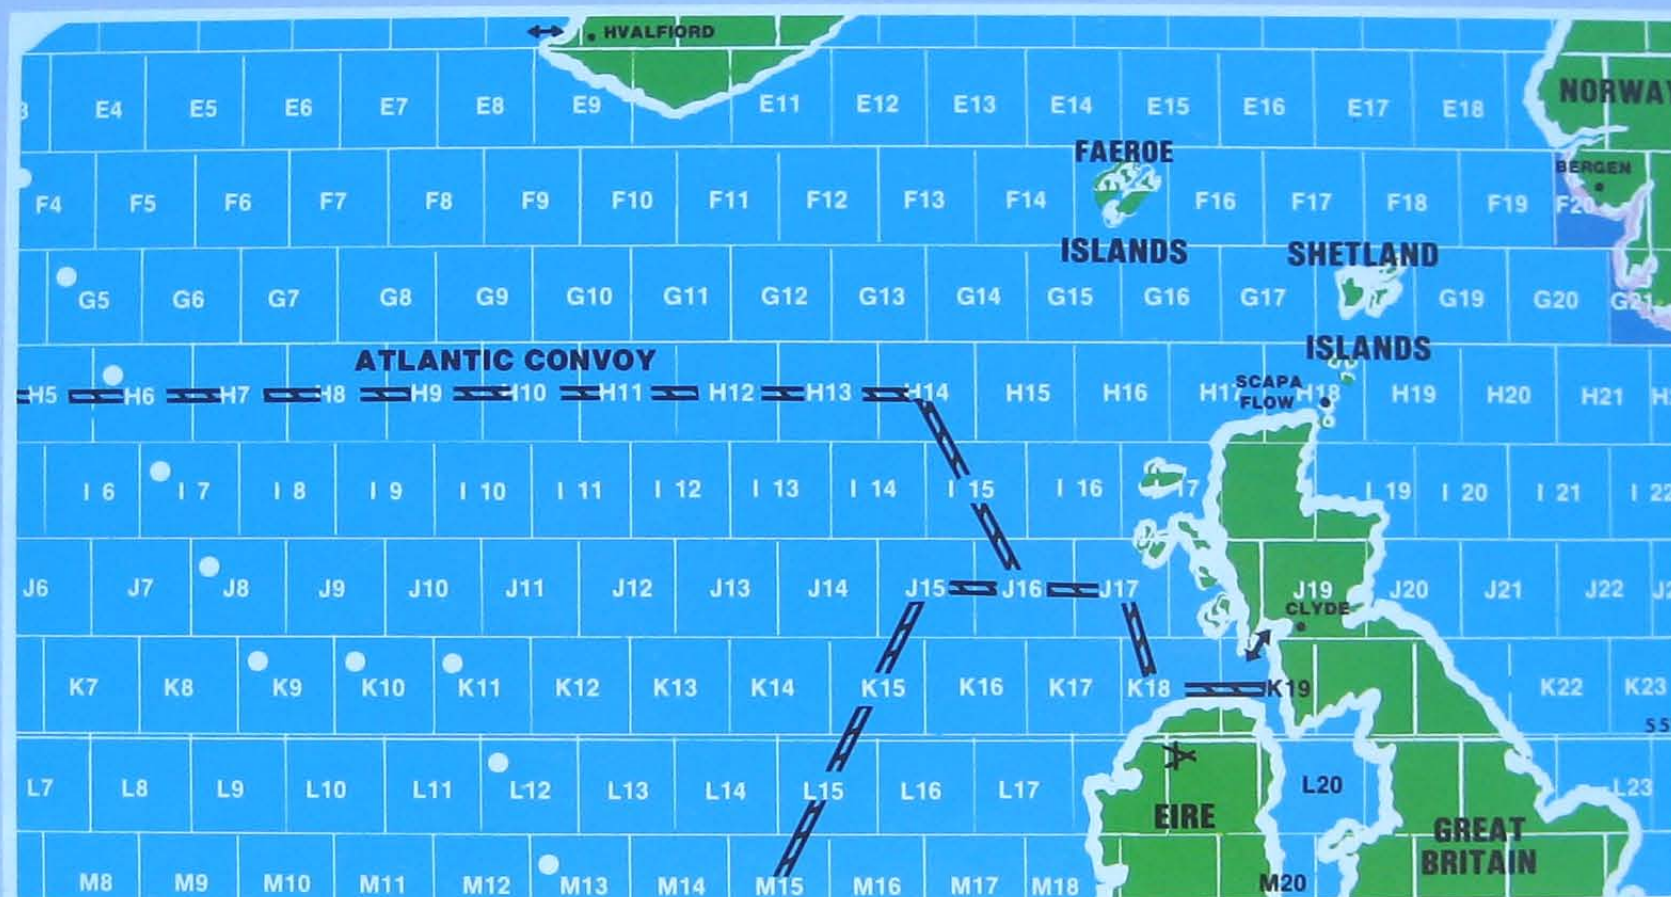 HVALFIORD
E4 E5 E6 E7 E8 E9 E11 E12 E13 E14 E15 E16 E17 E18
NORWAY
FAEROE
BERGEN
F4 F5 F6 F7 F8 F9 F10 F11 F12 F13 F14 F16 F17 F18 F19 F20
ISLANDS
SHETLAND
G5 G6 G7 G8 G9 G10 G11 G12 G13 G14 G15 G16 G17 G19 G20 G21
ISLANDS
ATLANTIC CONVOY
SCAPA
FLOW
H5 H6 H7 H8 H9 H10 H11 H12 H13 H14 H15 H16 H17 H18 H19 H20 H21
I 6 I 7 I 8 I 9 I 10 I 11 I 12 I 13 I 14 I 15 I 16 17 I 19 I 20 I 21 I 22
J6 J7 J8 J9 J10 J11 J12 J13 J14 J15 J16 J17 J19 J20 J21 J22
CLYDE
K7 K8 K9 K10 K11 K12 K13 K14 K15 K16 K17 K18 K19 K22 K23
55
L7 L8 L9 L10 L11 L12 L13 L14 L15 L16 L17 L20 L23
EIRE
GREAT
BRITAIN
M8 M9 M10 M11 M12 M13 M14 M15 M16 M17 M18 M20